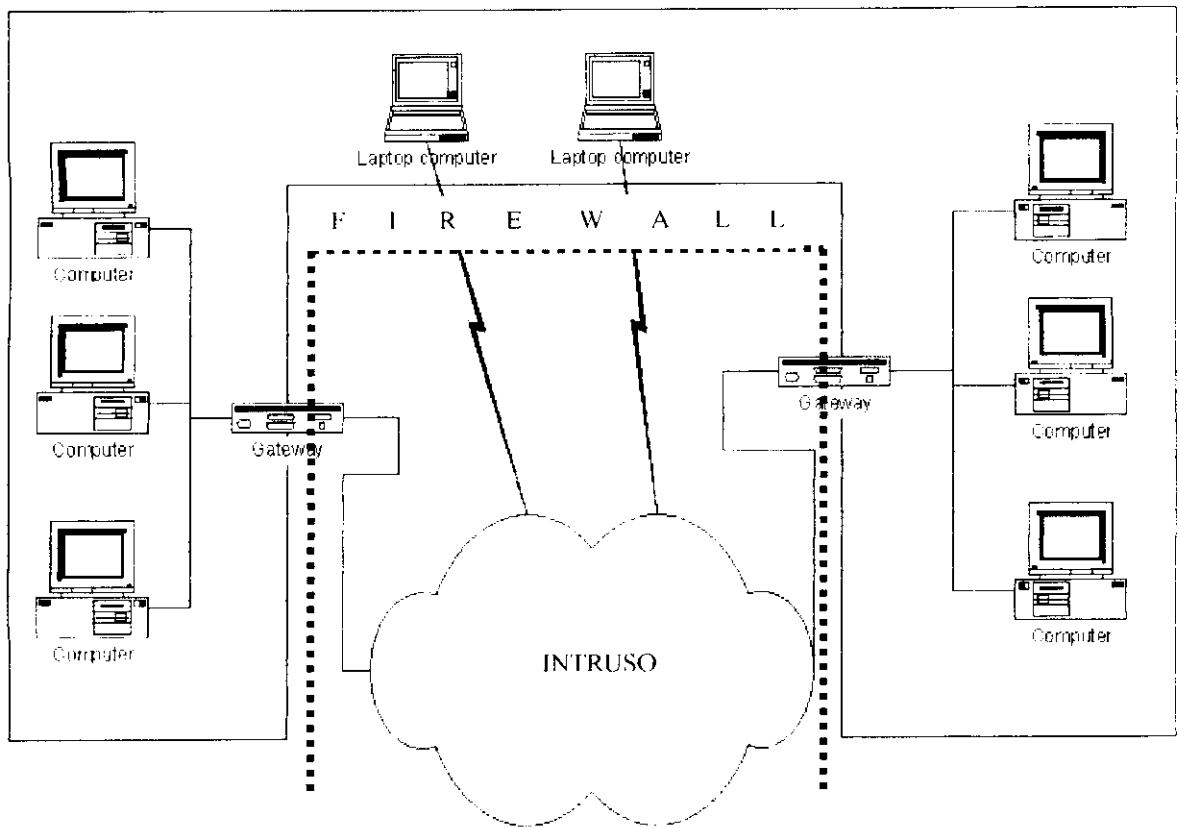 Laptop computer
Laptop computer
F I R E W A L L
Computer
Computer
Gateway
Gateway
Computer
Computer
INTRUSO
Computer
Computer